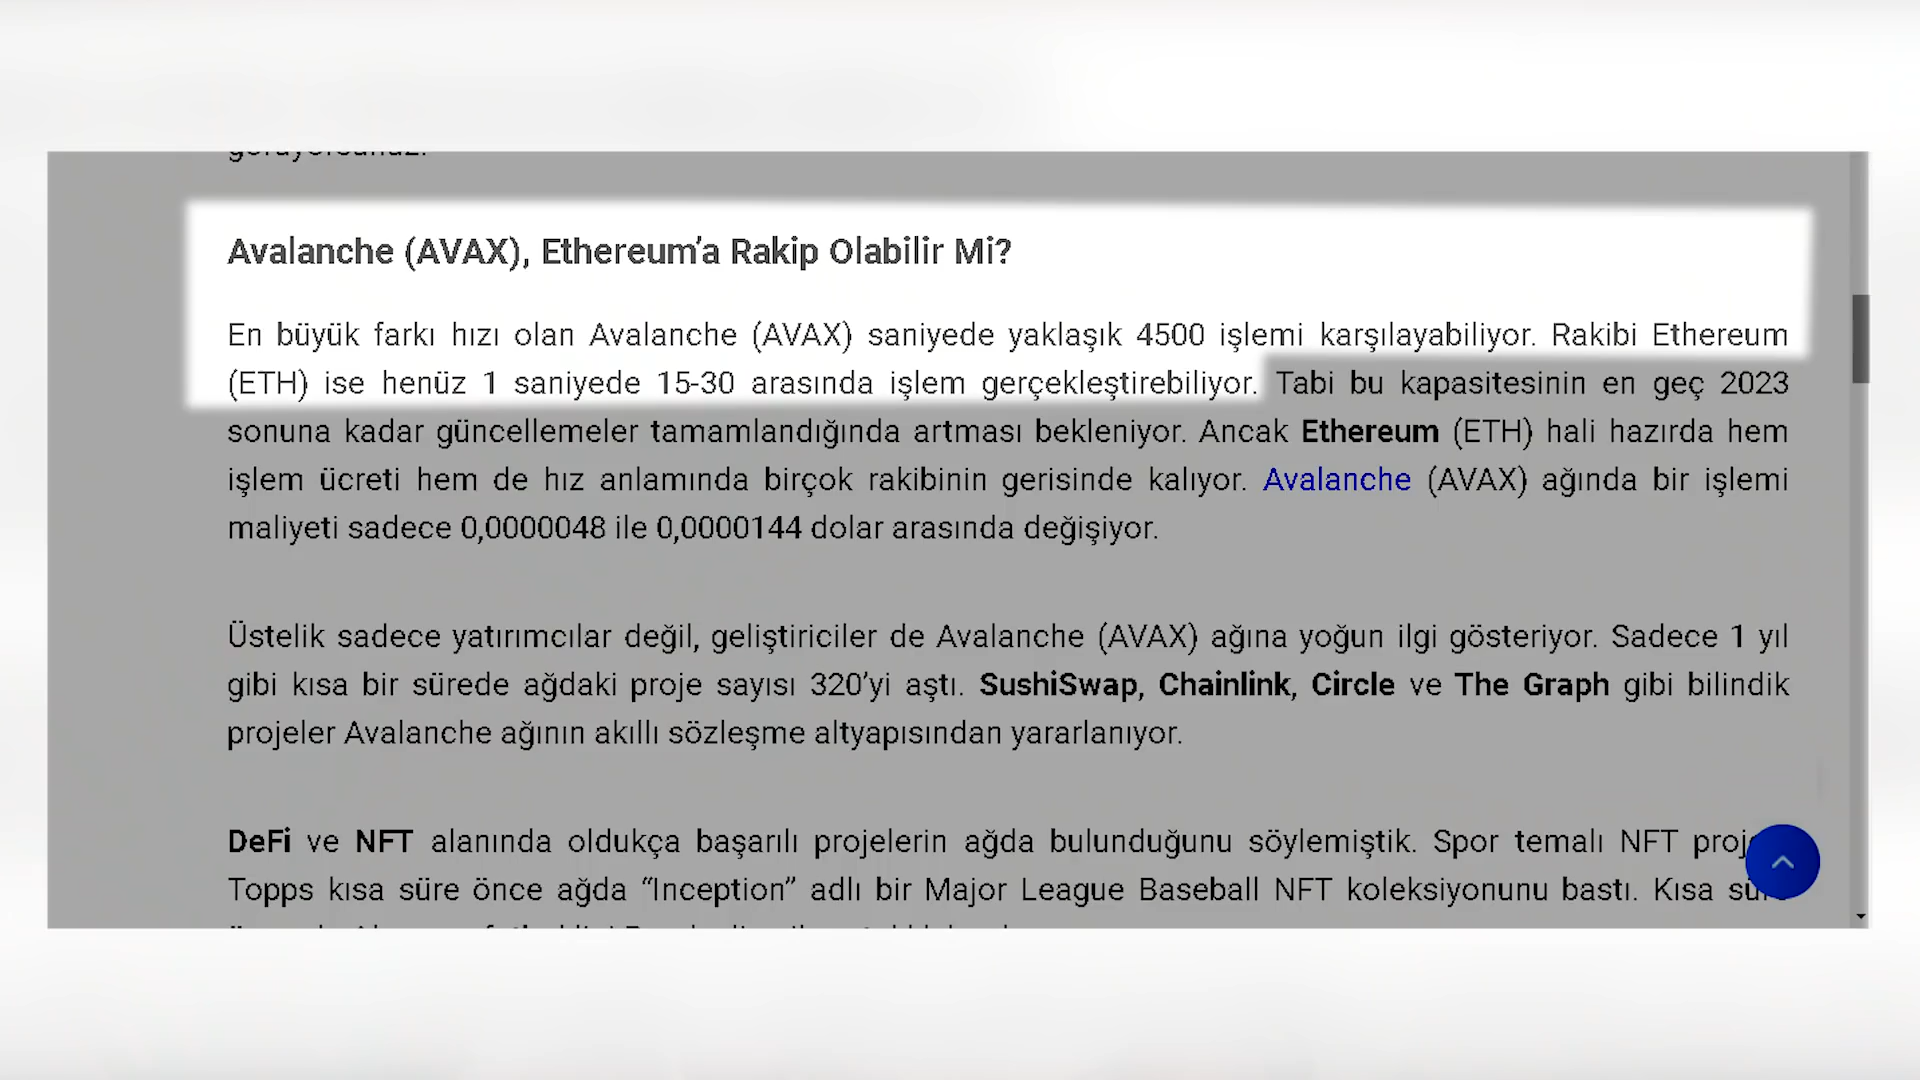 Avalanche (AVAX), Ethereum’a Rakip Olabilir Mi?
En büyük farkı hızı olan Avalanche (AVAX) saniyede yaklaşık 4500 işlemi karşılayabiliyor. Rakibi Ethereum
(ETH) ise henüz 1 saniyede 15-30 arasında işlem gerçekleştirebiliyor. Tabi bu kapasitesinin en geç 2023
sonuna kadar güncellemeler tamamlandığında artması bekleniyor. Ancak Ethereum (ETH) hali hazırda hem
işlem ücreti hem de hız anlamında birçok rakibinin gerisinde kalıyor. Avalanche (AVAX) ağında bir işlemi
maliyeti sadece 0,0000048 ile 0,0000144 dolar arasında değişiyor.
Üstelik sadece yatırımcılar değil, geliştiriciler de Avalanche (AVAX) ağına yoğun ilgi gösteriyor. Sadece 1 yıl
gibi kısa bir sürede ağdaki proje sayısı 320’yi aştı. SushiSwap, Chainlink, Circle ve The Graph gibi bilindik
projeler Avalanche ağının akıllı sözleşme altyapısından yararlanıyor.
DeFi ve NFT alanında oldukça başarılı projelerin ağda bulunduğunu söylemiştik. Spor temalı NFT
Topps kısa süre önce ağda “Inception” adlı bir Major League Baseball NFT koleksiyonunu bastı. Kısa